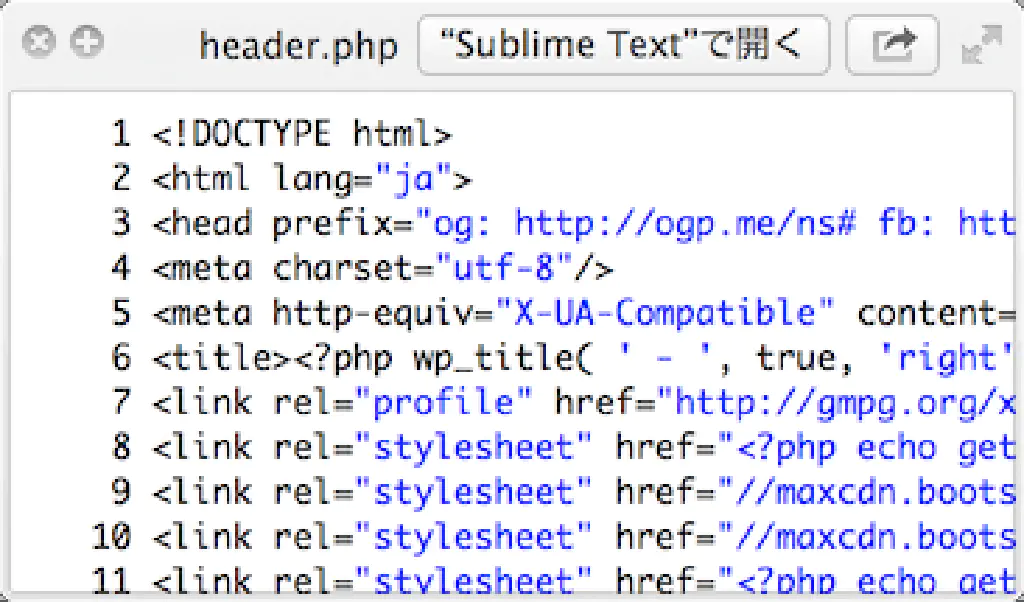 header.php “Sublime Text”で開く
1 <!DOCTYPE html>
2 <html lang="ja">
3 <head prefix="og: http://ogp.me/ns# fb: htt
4 <meta charset="utf-8"/>
5 <meta http-equiv="X-UA-Compatible" content=
6 <title><?php wp_title( ' - ', true, 'right'
7 <link rel="profile" href="http://gmpg.org/x
8 <link rel="stylesheet" href="<?php echo get
9 <link rel="stylesheet" href="//maxcdn.boots
10 <link rel="stylesheet" href="//maxcdn.boots
11 <link rel="stylesheet" href="<?php echo get